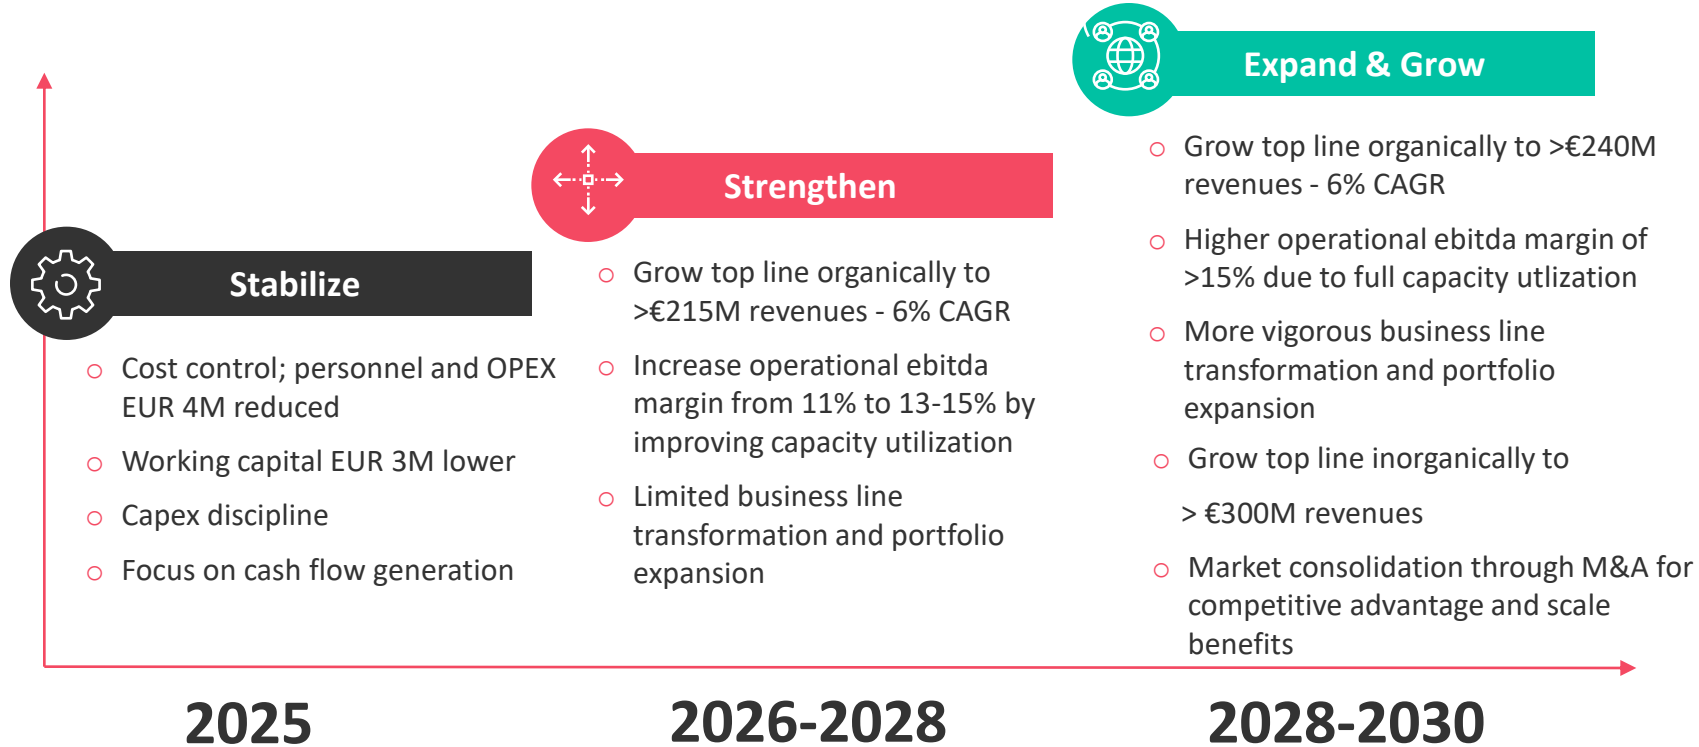 Stabilize
Cost control; personnel and OPEX
EUR 4M reduced
Working capital EUR 3M lower
Capex discipline
Focus on cash flow generation
2025
Strengthen
Grow top line organically to
>€215M revenues - 6% CAGR
Increase operational ebitda
margin from 11% to 13-15% by
improving capacity utilization
Limited business line
transformation and portfolio
expansion
2026-2028
Expand & Grow
Grow top line organically to >€240M
revenues - 6% CAGR
Higher operational ebitda margin of
>15% due to full capacity utlization
More vigorous business line
transformation and portfolio
expansion
Grow top line inorganically to
> €300M revenues
Market consolidation through M&A for
competitive advantage and scale
benefits
2028-2030